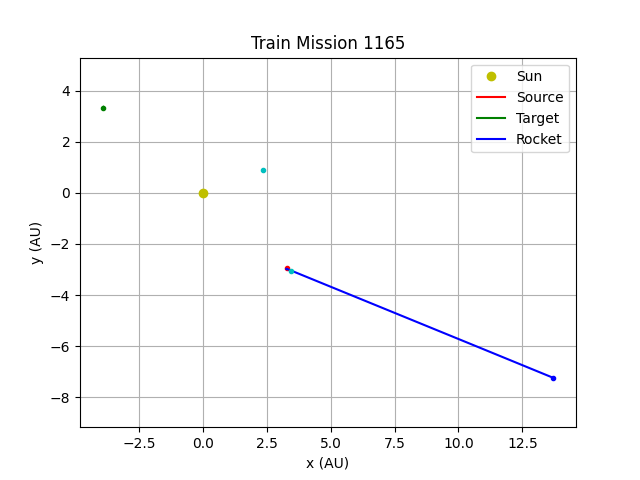 Train Mission 1165
Sun
Source
Target
Rocket
y (AU)
4
2
0
−2
−4
−6
−8
−2.5 0.0 2.5 5.0 7.5 10.0 12.5
x (AU)